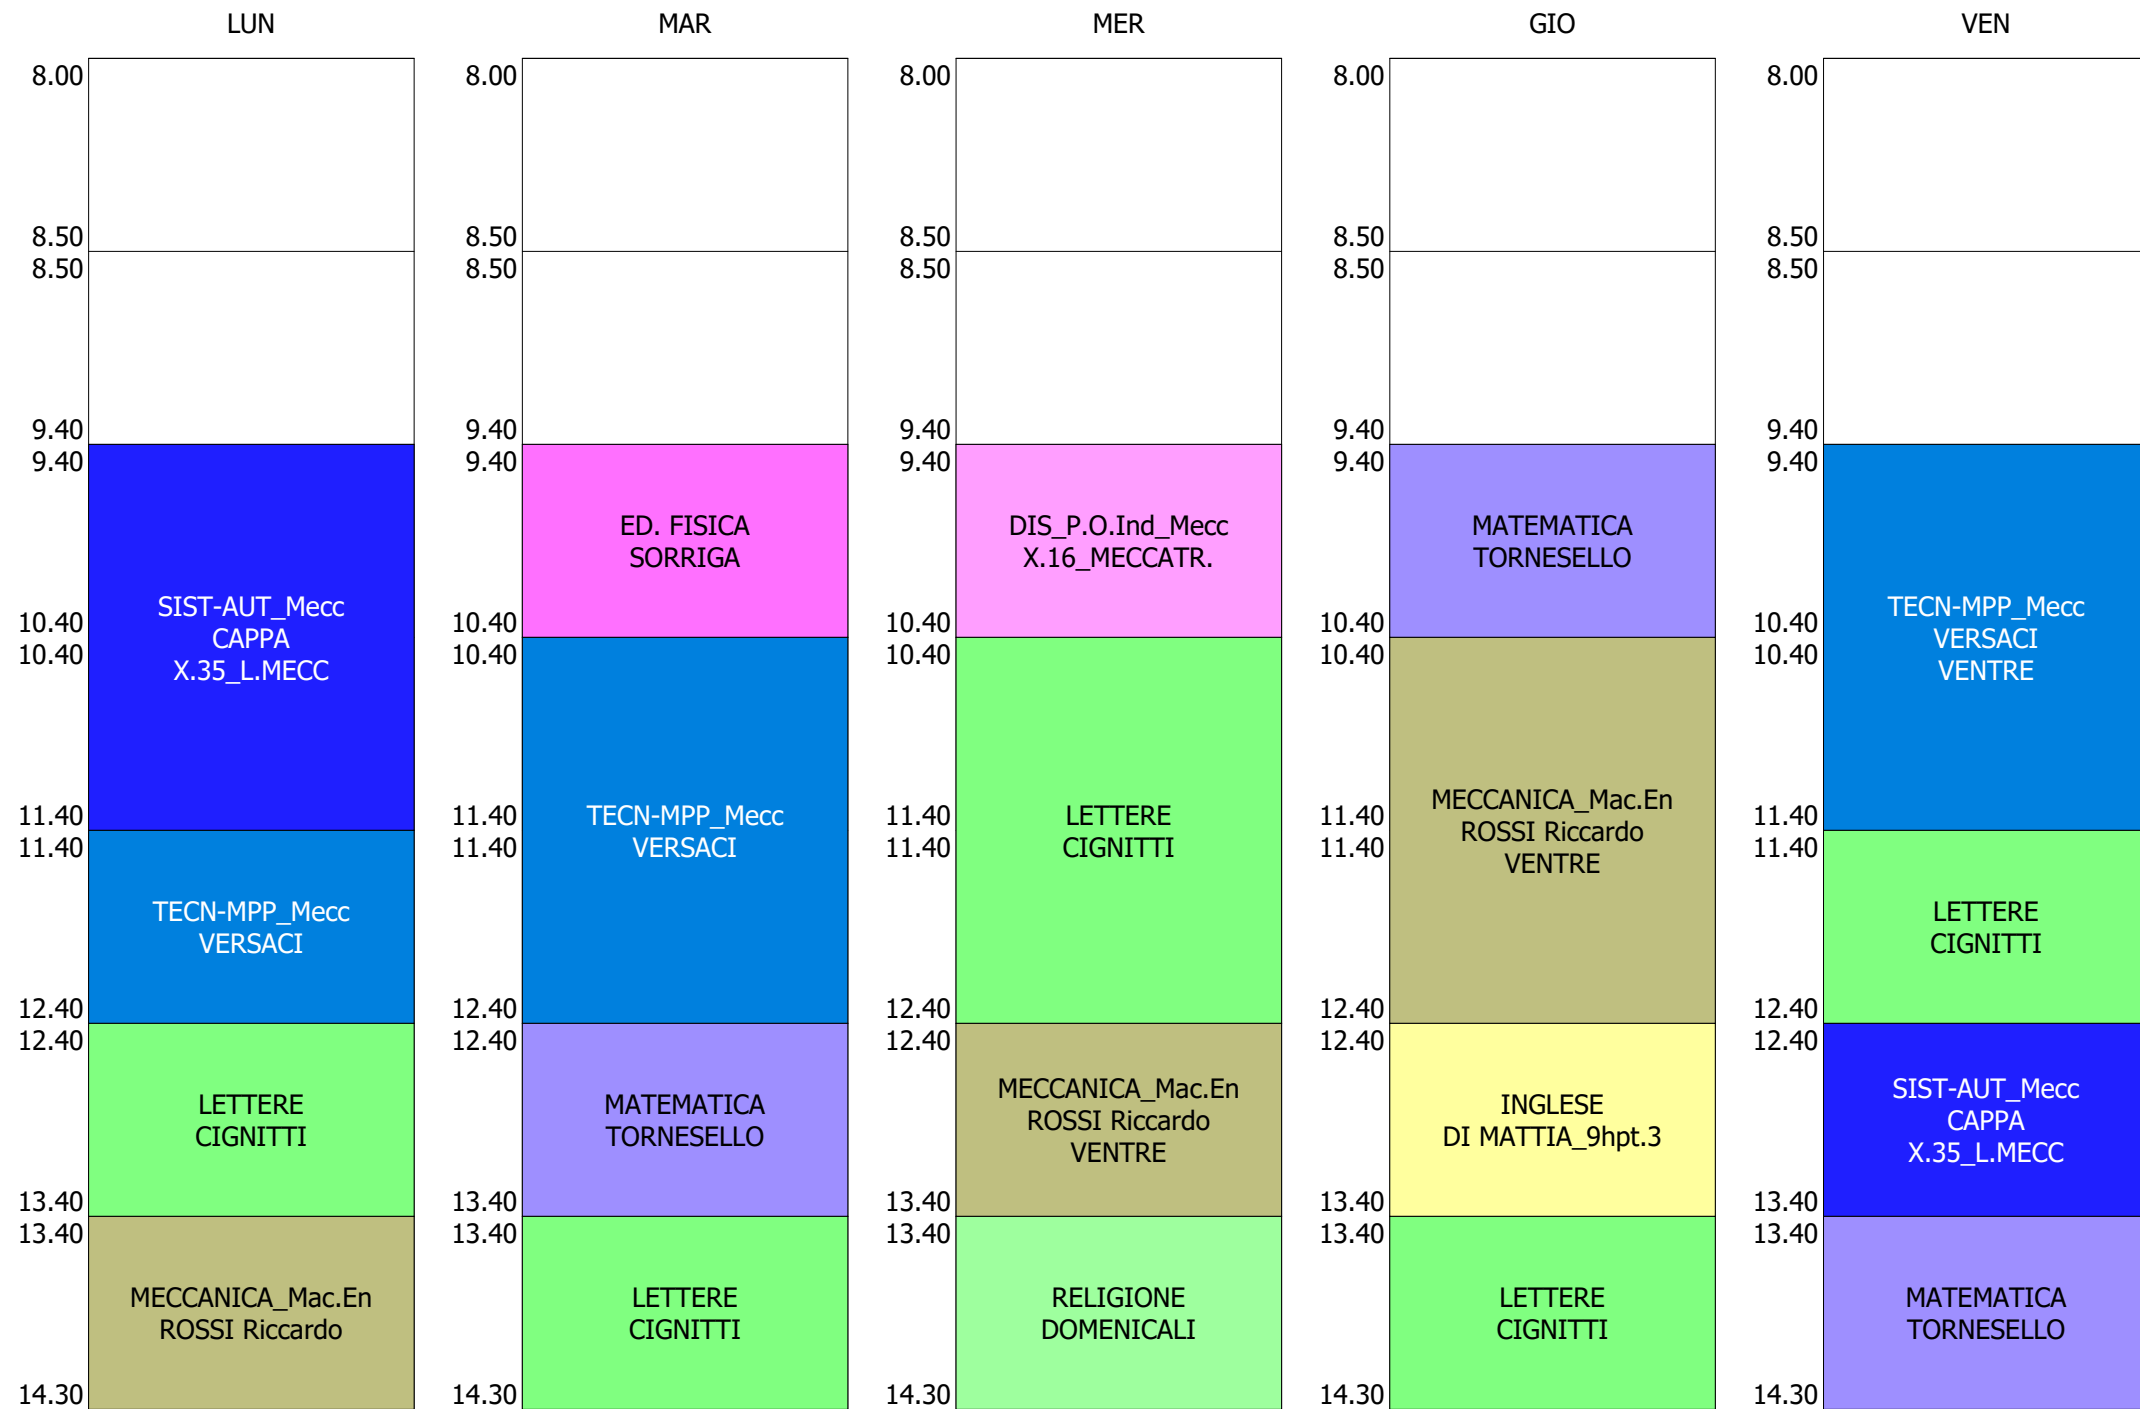 LUN
8.00
8.50
8.50
9.40
9.40
SIST-AUT_Mecc
CAPPA
X.35_L.MECC
10.40
10.40
11.40
11.40
TECN-MPP_Mecc
VERSACI
12.40
12.40
LETTERE
CIGNITTI
13.40
13.40
MECCANICA_Mac.En
ROSSI Riccardo
14.30
MAR
8.00
8.50
8.50
9.40
9.40
ED. FISICA
SORRIGA
10.40
10.40
TECN-MPP_Mecc
VERSACI
11.40
11.40
12.40
12.40
MATEMATICA
TORNESELLO
13.40
13.40
LETTERE
CIGNITTI
14.30
MER
8.00
8.50
8.50
9.40
9.40
DIS_P.O.Ind_Mecc
X.16_MECCATR.
10.40
10.40
LETTERE
CIGNITTI
11.40
11.40
12.40
12.40
MECCANICA_Mac.En
ROSSI Riccardo
VENTRE
13.40
13.40
RELIGIONE
DOMENICALI
14.30
GIO
8.00
8.50
8.50
9.40
9.40
MATEMATICA
TORNESELLO
10.40
10.40
MECCANICA_Mac.En
ROSSI Riccardo
VENTRE
11.40
11.40
12.40
12.40
INGLESE
DI MATTIA_9hpt.3
13.40
13.40
LETTERE
CIGNITTI
14.30
VEN
8.00
8.50
8.50
9.40
9.40
TECN-MPP_Mecc
VERSACI
VENTRE
10.40
10.40
11.40
11.40
LETTERE
CIGNITTI
12.40
12.40
SIST-AUT_Mecc
CAPPA
X.35_L.MECC
13.40
13.40
MATEMATICA
TORNESELLO
14.30